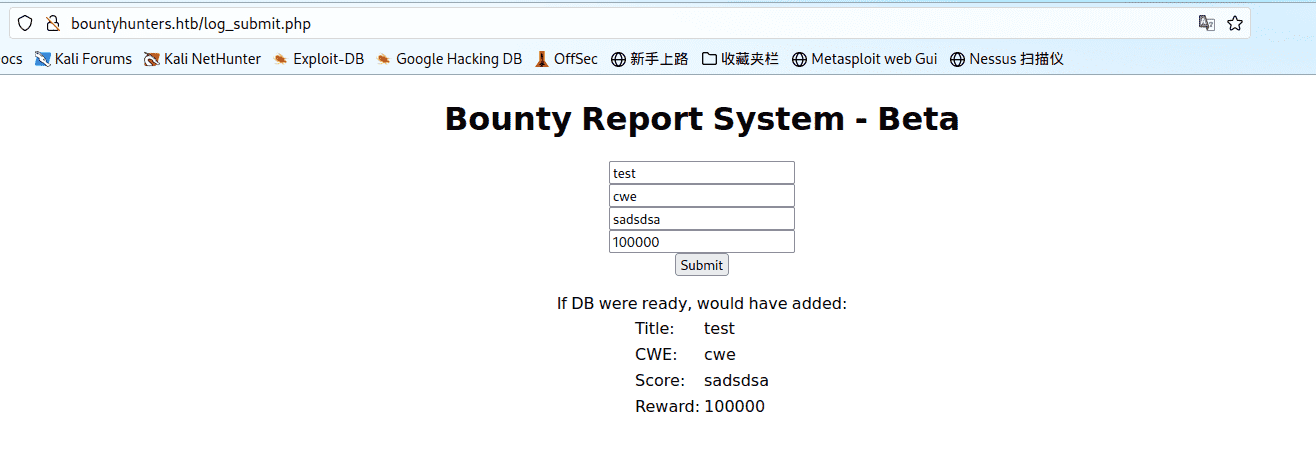 bountyhunters.htb/log_submit.php
ocs Kali Forums Kali NetHunter Exploit-DB Google Hacking DB OffSec 新手上路 收藏夹栏 Metasploit web Gui Nessus 扫描仪
Bounty Report System - Beta
test
cwe
sadsdsa
100000
Submit
If DB were ready, would have added:
Title: test
CWE: cwe
Score: sadsdsa
Reward: 100000